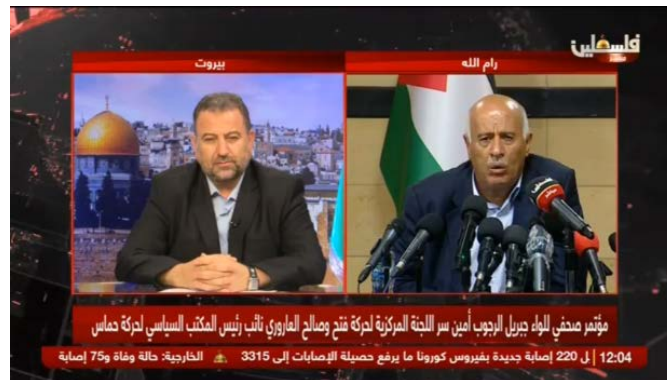 فلسطين
رام الله
بيروت
مؤتمر صحفي للواء جبريل الرجوب أمين سر اللجنة المركزية لحركة فتح وصالح العاروري نائب رئيس المكتب السياسي لحركة حماس
12:04 ل 220 إصابة جديدة بفيروس كورونا ما يرفع حصيلة الإصابات إلى 3315 الخارجية: حالة وفاة و75 إصابة